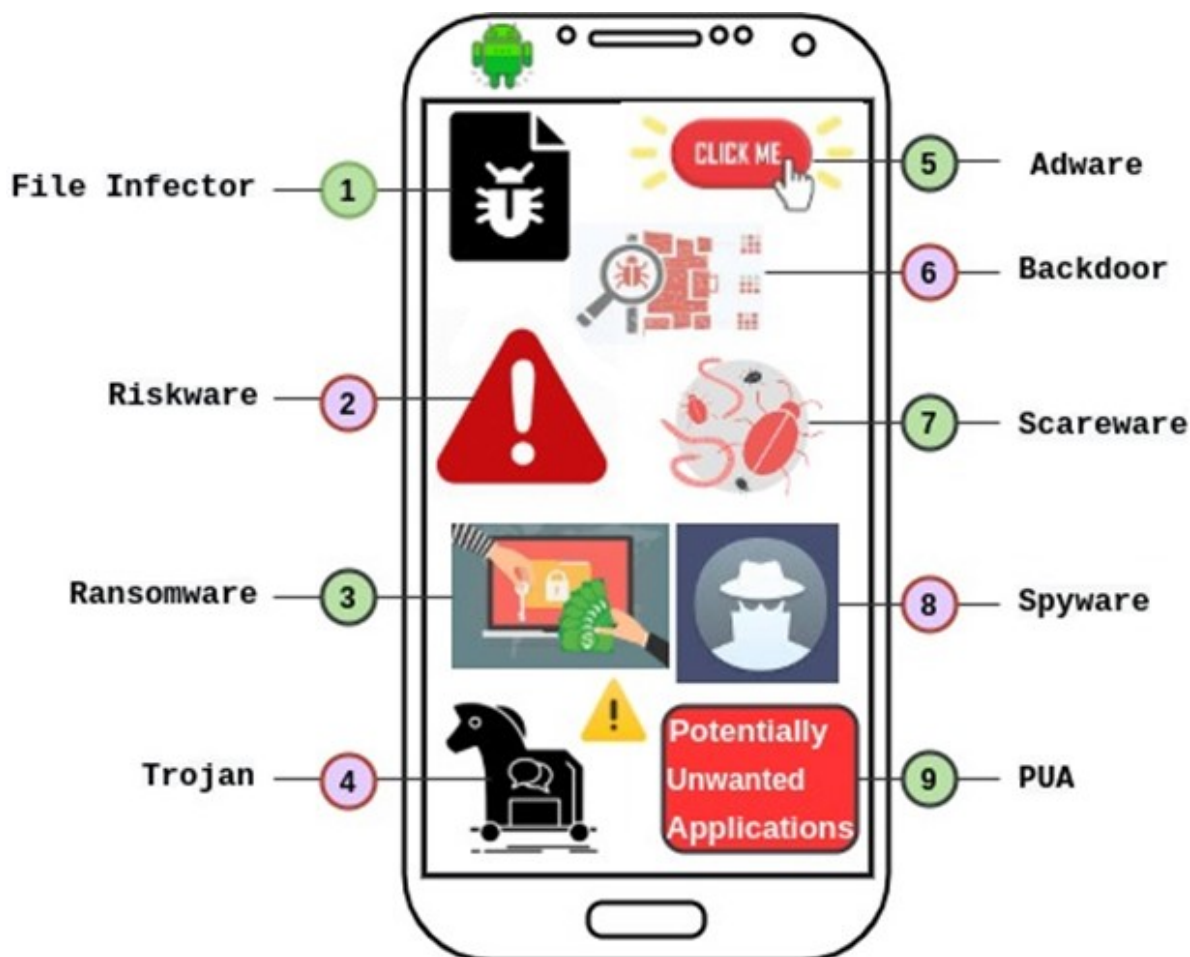 File Infector
1
Riskware
2
Ransomware
3
Trojan
4
CLICK ME
5
Adware
6
Backdoor
7
Scareware
8
Spyware
Potentially
Unwanted
Applications
9
PUA